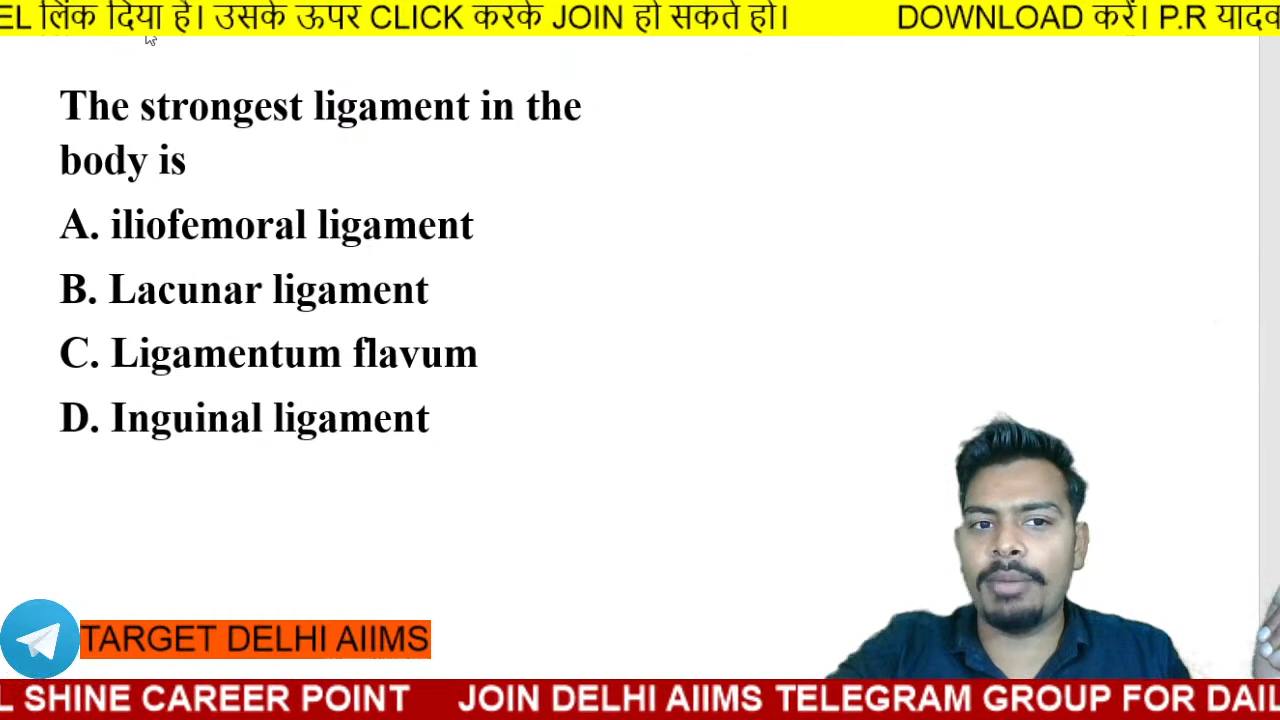 EL लिंक दिया है। उसके ऊपर CLICK करके JOIN हो सकते हो। DOWNLOAD करें। P.R यादव
The strongest ligament in the
body is
A. iliofemoral ligament
B. Lacunar ligament
C. Ligamentum flavum
D. Inguinal ligament
TARGET DELHI AIIMS
L SHINE CAREER POINT JOIN DELHI AIIMS TELEGRAM GROUP FOR DAIL